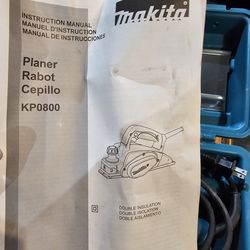 INSTRUCTION MANUAL
MANUEL D'INSTRUCTION
MANUAL DE INSTRUCCIONES
makita
Planer
Rabot
Cepillo
KP0800
DOUBLE INSULATION
DOUBLE ISOLATION
DOBLE AISLAMIENTO